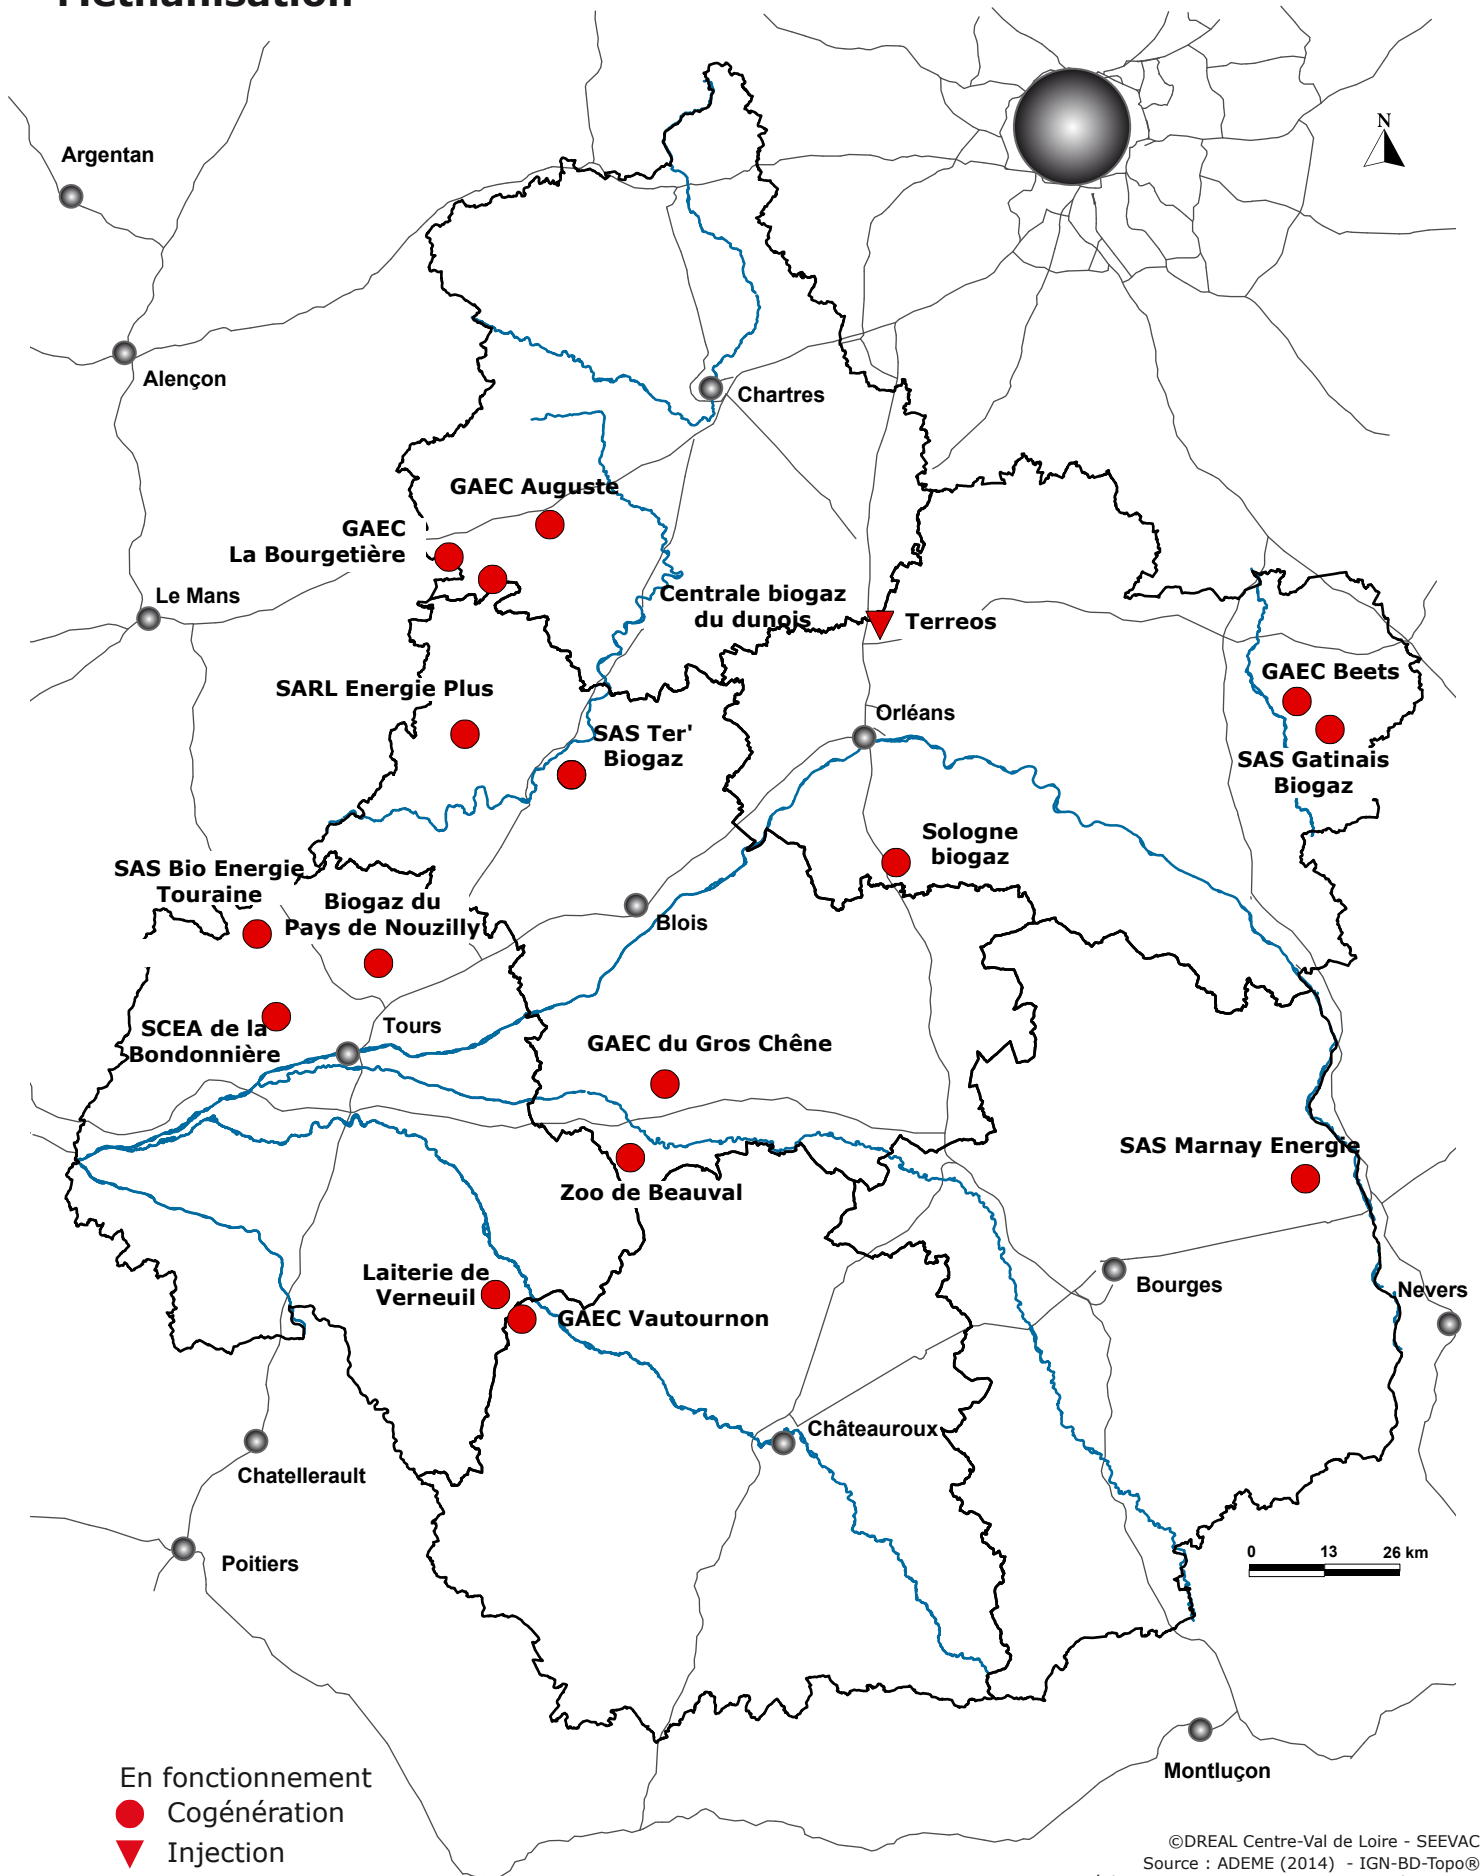 Méthanisation
N
Argentan
Alençon
Chartres
GAEC Auguste
GAEC
La Bourgetière
Le Mans
Centrale biogaz
du dunois
Terreos
SARL Energie Plus
GAEC Beets
Orléans
SAS Ter'
Biogaz
SAS Gatinais
Biogaz
Sologne
biogaz
SAS Bio Energie
Touraine
Biogaz du
Pays de Nouzilly
Blois
Tours
SCEA de la
Bondonnière
GAEC du Gros Chêne
SAS Marnay Energie
Zoo de Beauval
Laiterie de
Verneuil
GAEC Vautournon
Bourges
Nevers
Châteauroux
Chatellerault
Poitiers
0 13 26 km
Montluçon
En fonctionnement
Cogénération
Injection
©DREAL Centre-Val de Loire - SEEVAC
Source : ADEME (2014) - IGN-BD-Topo®